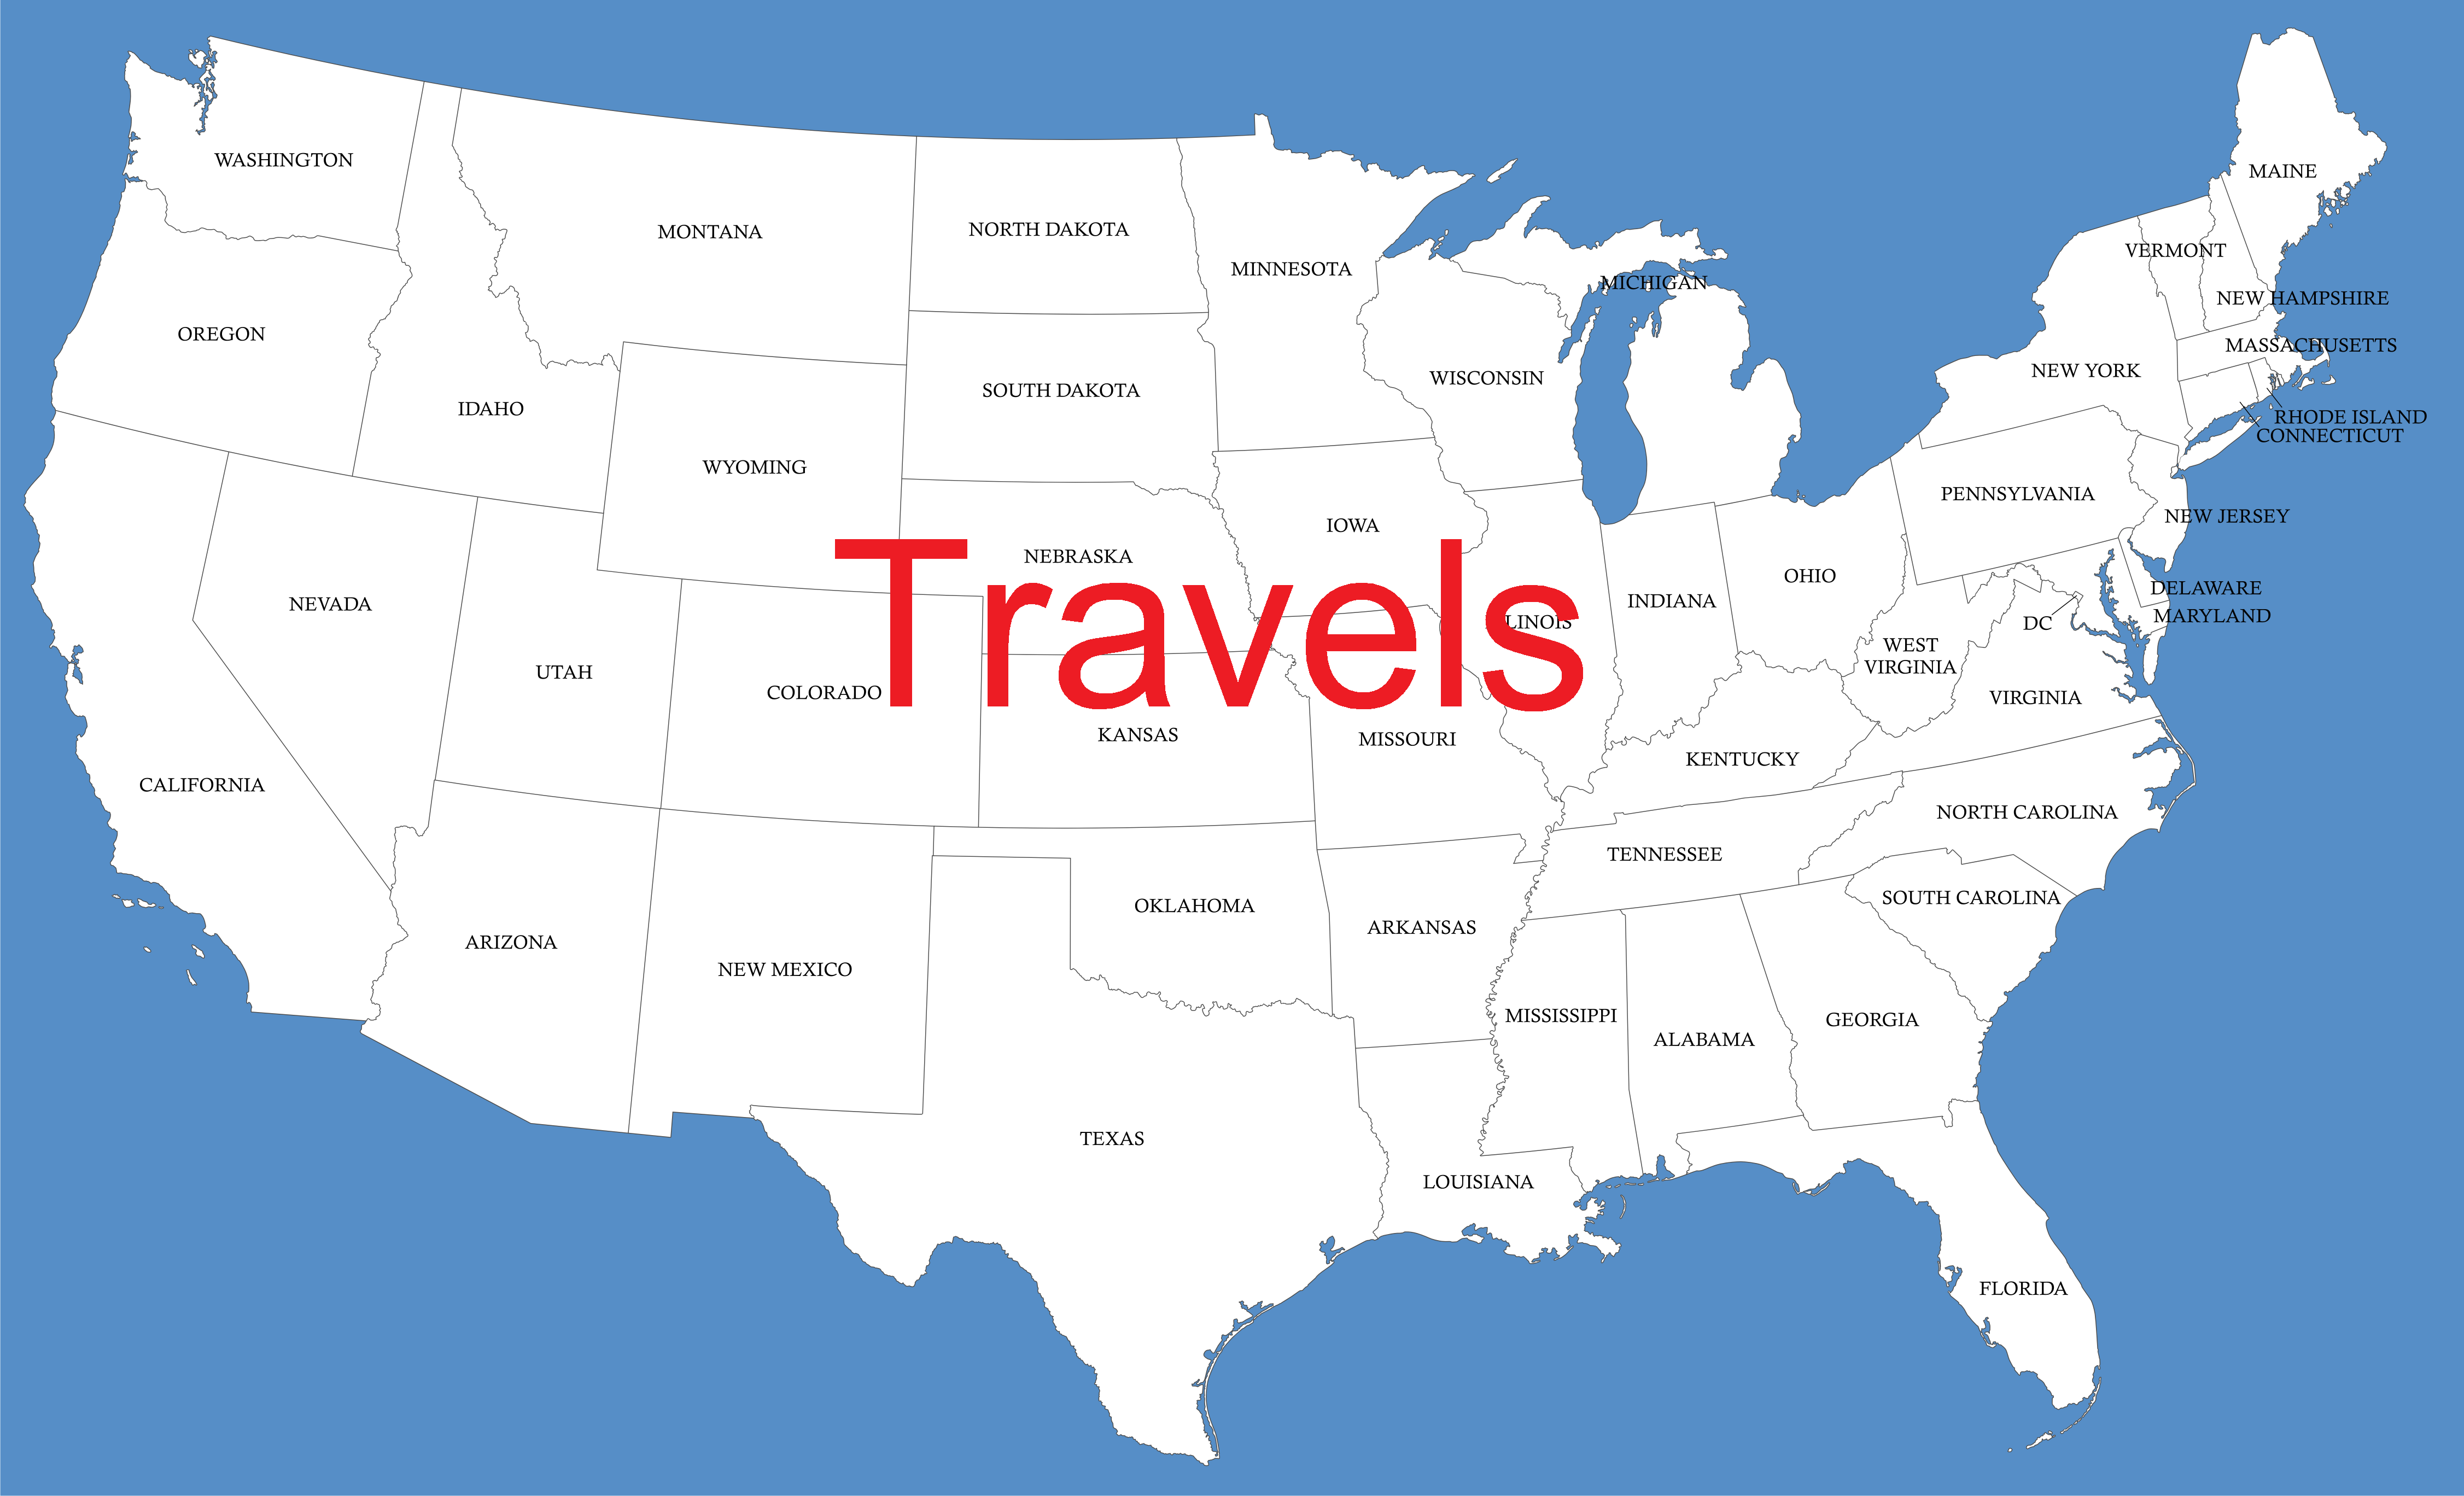 WASHINGTON
MAINE
MONTANA
NORTH DAKOTA
VERMONT
MINNESOTA
MICHIGAN
NEW HAMPSHIRE
OREGON
MASSACHUSETTS
NEW YORK
WISCONSIN
SOUTH DAKOTA
IDAHO
RHODE ISLAND
CONNECTICUT
WYOMING
PENNSYLVANIA
NEW JERSEY
IOWA
NEBRASKA
OHIO
DELAWARE
INDIANA
NEVADA
MARYLAND
Travels
LINOIS
DC
WEST
VIRGINIA
UTAH
COLORADO
VIRGINIA
KANSAS
MISSOURI
KENTUCKY
CALIFORNIA
NORTH CAROLINA
TENNESSEE
SOUTH CAROLINA
OKLAHOMA
ARKANSAS
ARIZONA
NEW MEXICO
MISSISSIPPI
GEORGIA
ALABAMA
TEXAS
LOUISIANA
FLORIDA